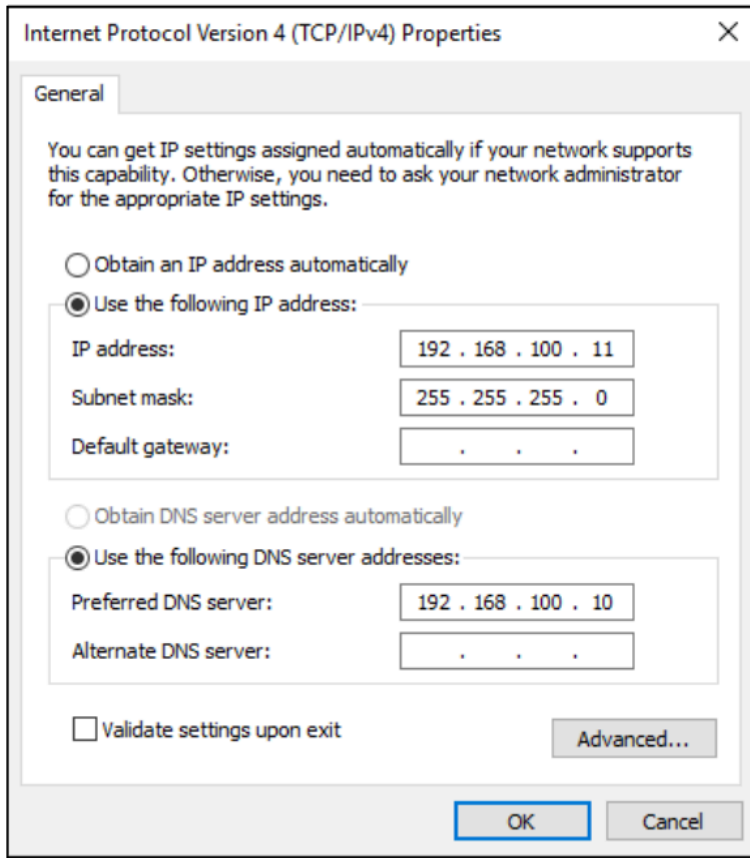 Internet Protocol Version 4 (TCP/IPv4) Properties
General
You can get IP settings assigned automatically if your network supports
this capability. Otherwise, you need to ask your network administrator
for the appropriate IP settings.
Obtain an IP address automatically
Use the following IP address:
IP address: 192 . 168 . 100 . 11
Subnet mask: 255 . 255 . 255 . 0
Default gateway: . . .
Obtain DNS server address automatically
Use the following DNS server addresses:
Preferred DNS server: 192 . 168 . 100 . 10
Alternate DNS server: . . .
Validate settings upon exit
Advanced...
OK Cancel